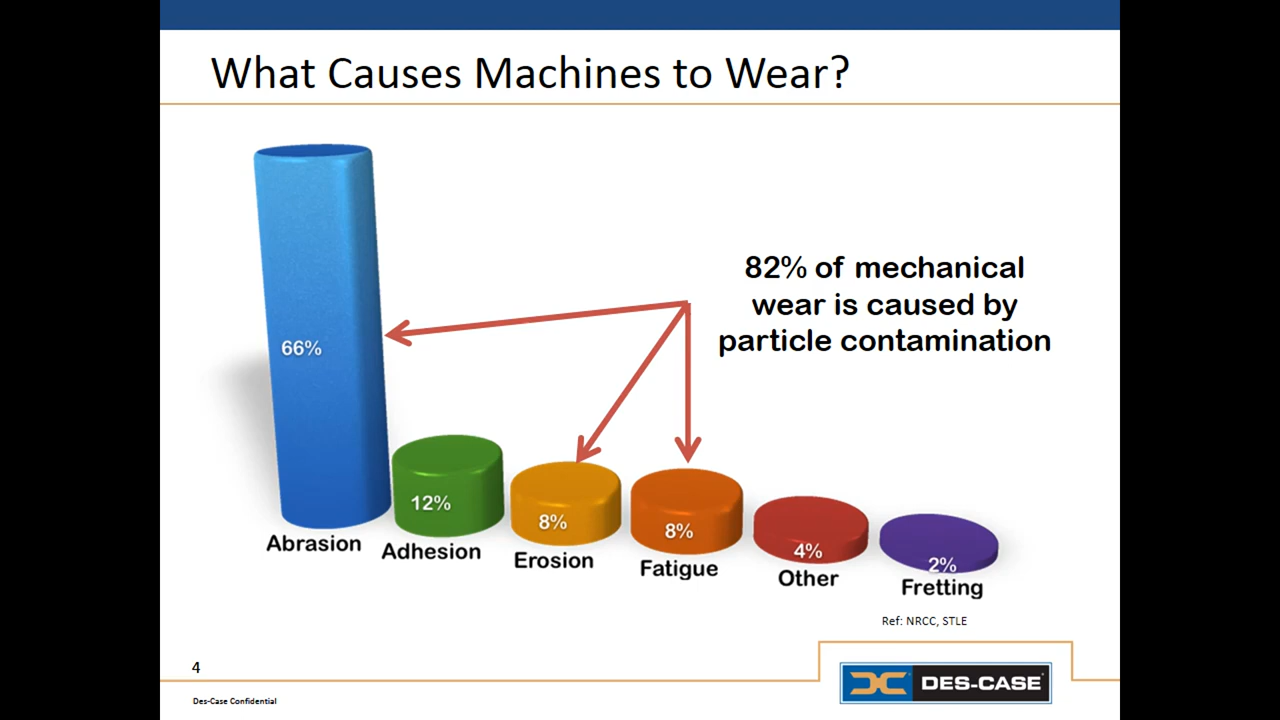 What Causes Machines to Wear?
82% of mechanical
wear is caused by
particle contamination
66%
12%
8%
8%
4%
2%
Abrasion
Adhesion
Erosion
Fatigue
Other
Fretting
Ref: NRCC, STLE
4
DES-CASE
Des-Case Confidential